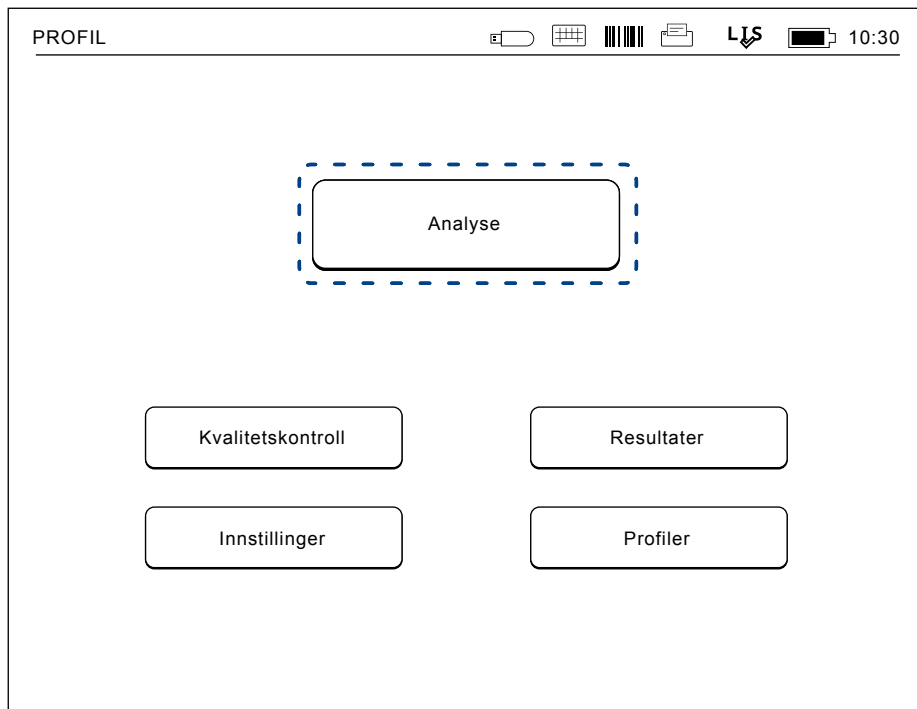 PROFIL LIS 10:30
Analyse
Kvalitetskontroll Resultater
Innstillinger Profiler